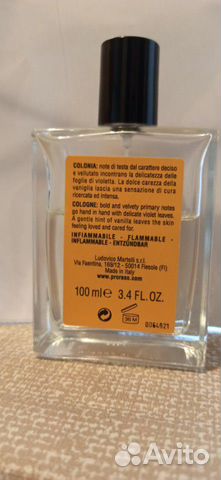 COLONIA: note di testa dal carattere deciso
e vellutato incontrano la delicatezza delle
foglie di violetta. La dolce carezza della
vaniglia lascia una sensazione di cura
ricercata ed intensa.
COLOGNE: bold and velvety primary notes
go hand in hand with delicate violet leaves.
A gentle hint of vanilla leaves the skin
feeling loved and cared for.
INFIAMMABILE - FLAMMABLE -
INFLAMMABLE - ENTZÜNDBAR
Ludovico Martelli s.r.l.
Via Faentina, 169/12 - 50014 Fiesole (FI)
Made in Italy
www.proraso.com
100 ml e 3.4 FL.OZ.
36 M
0064921
Avito